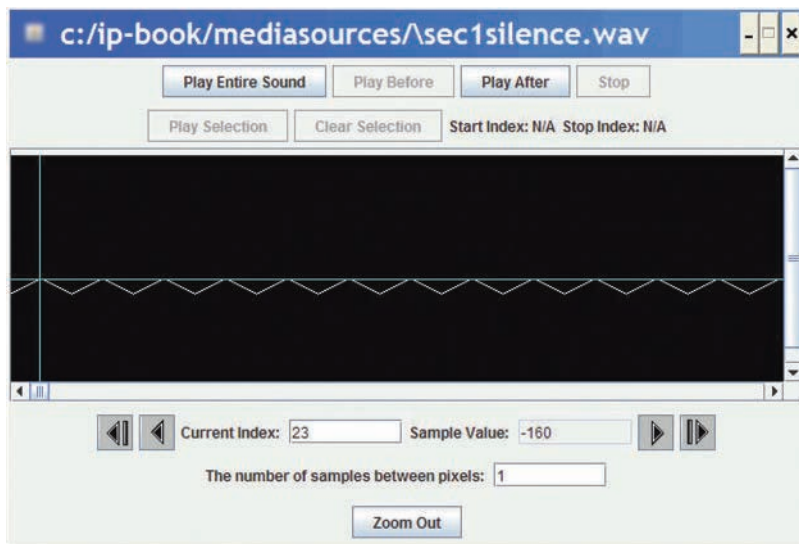 c:/ip-book/mediasources/\sec1silence.wav
Play Entire Sound Play Before Play After Stop
Play Selection Clear Selection Start Index: N/A Stop Index: N/A
Current Index: 23 Sample Value: -160
The number of samples between pixels: 1
Zoom Out